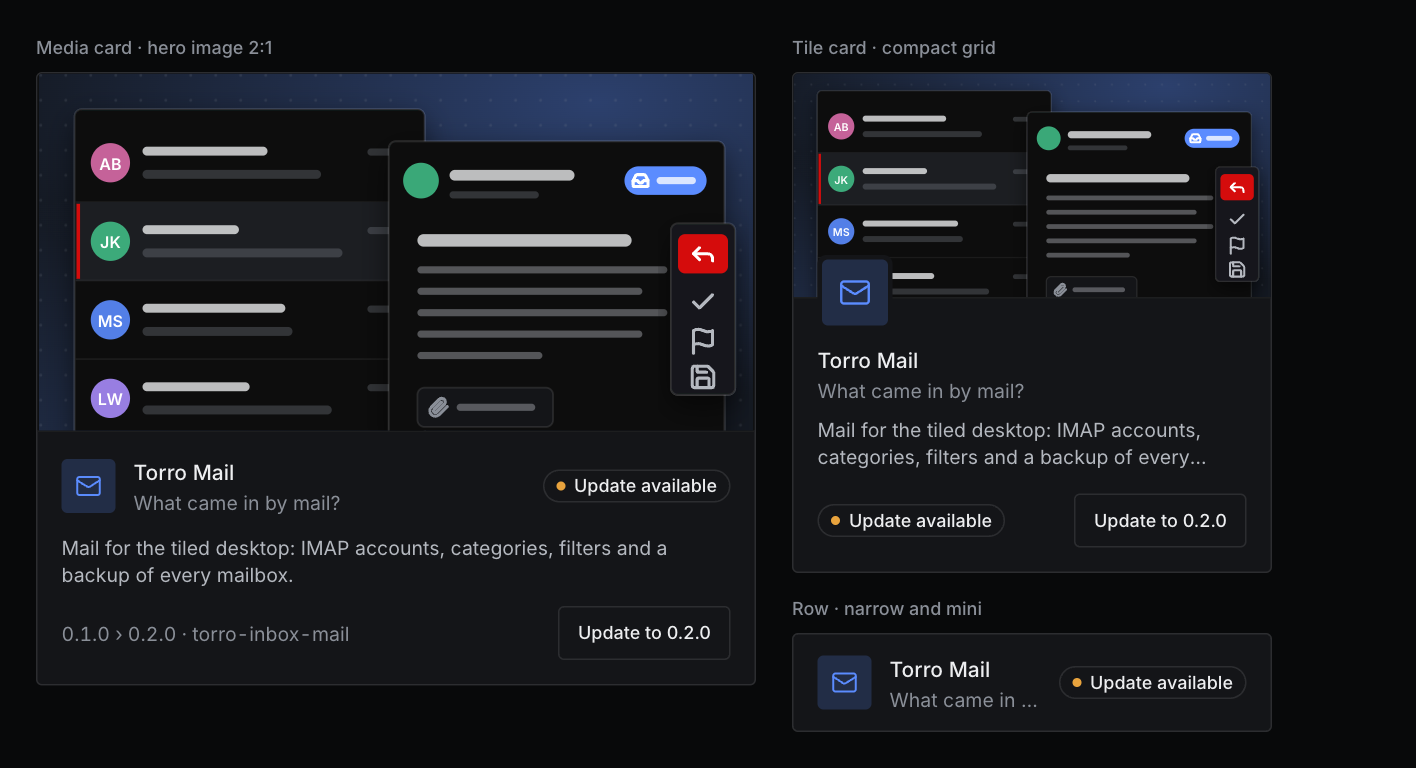 Media card · hero image 2:1
AB
JK
MS
LW
Torro Mail
What came in by mail?
Update available
Mail for the tiled desktop: IMAP accounts, categories, filters and a
backup of every mailbox.
0.1.0 › 0.2.0 · torro-inbox-mail
Update to 0.2.0
Tile card · compact grid
AB
JK
MS
Torro Mail
What came in by mail?
Mail for the tiled desktop: IMAP accounts,
categories, filters and a backup of every...
Update available
Update to 0.2.0
Row · narrow and mini
Torro Mail
What came in ...
Update available